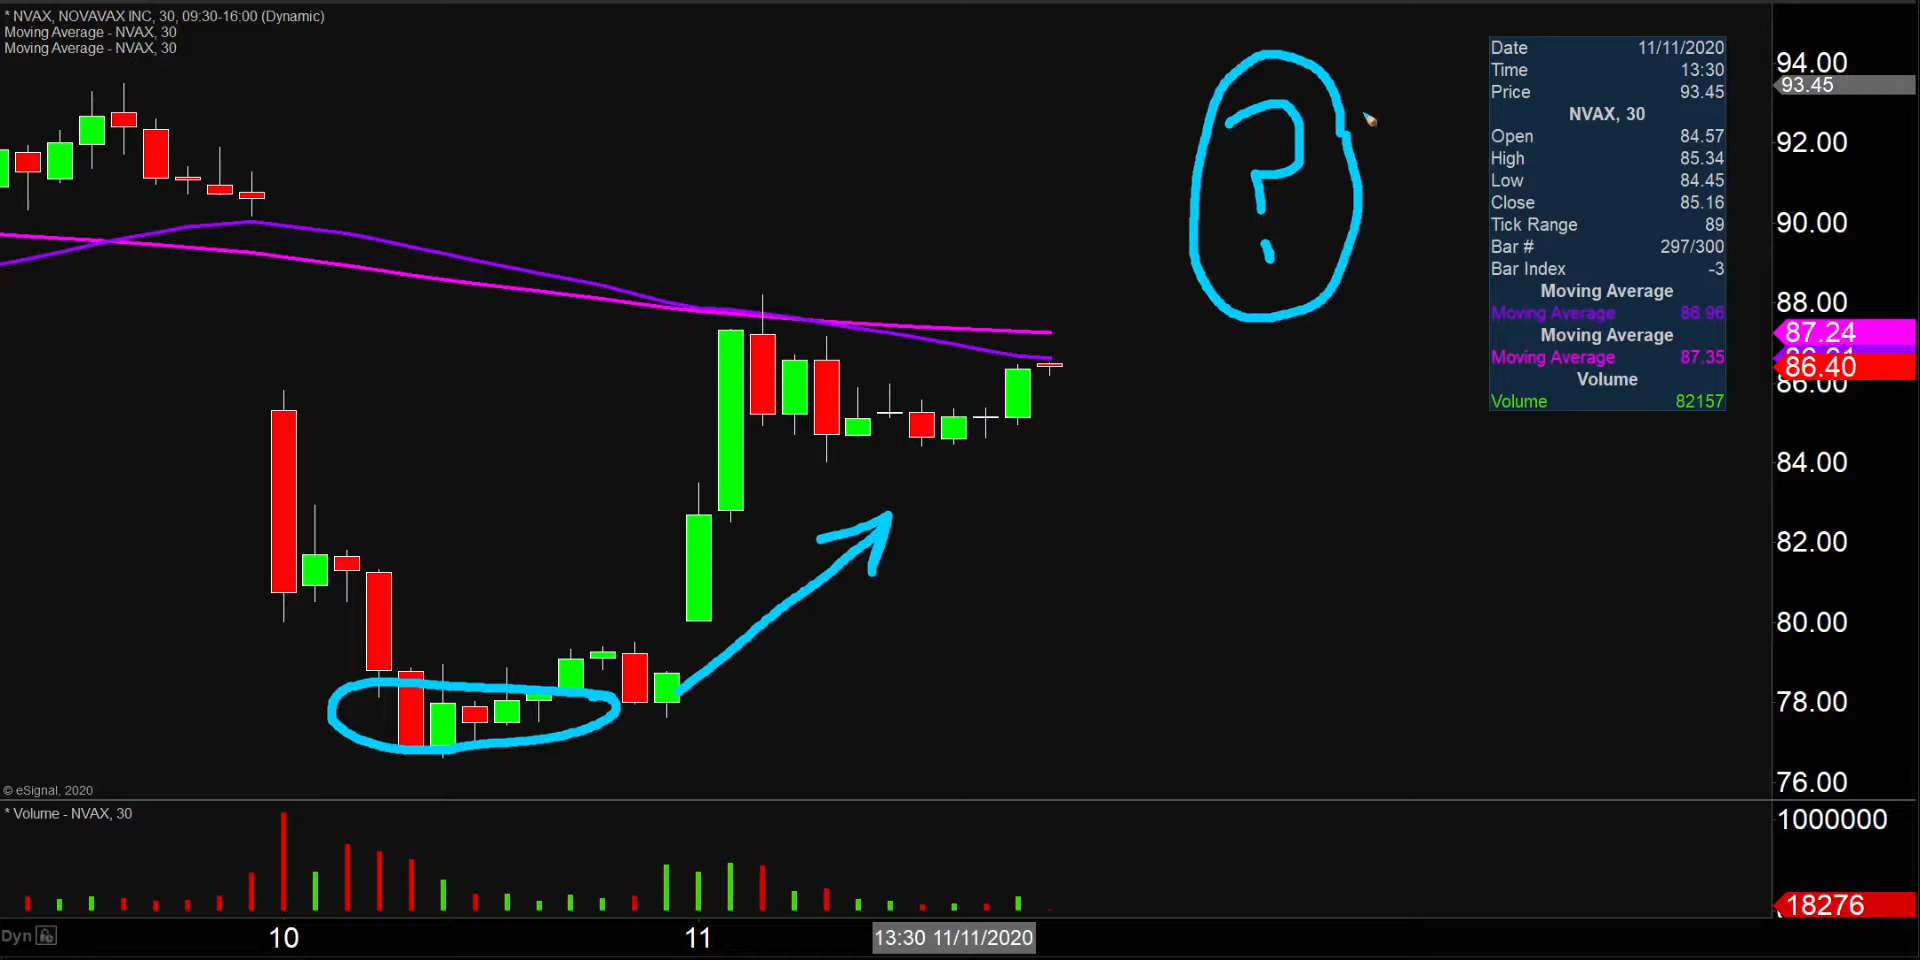 * NVAX, NOVAVAX INC, 30, 09:30-16:00 (Dynamic)
Moving Average - NVAX, 30
Moving Average - NVAX, 30
?
Date 11/11/2020
Time 13:30
Price 93.45
NVAX, 30
Open 84.57
High 85.34
Low 84.45
Close 85.16
Tick Range 89
Bar # 297/300
Bar Index -3
Moving Average
Moving Average 86.96
Moving Average
Moving Average 87.35
Volume
Volume 82157
94.00
93.45
92.00
90.00
88.00
87.24
86.40
86.00
84.00
82.00
80.00
78.00
76.00
© eSignal, 2020
* Volume - NVAX, 30
1000000
18276
Dyn
10
11
13:30 11/11/2020